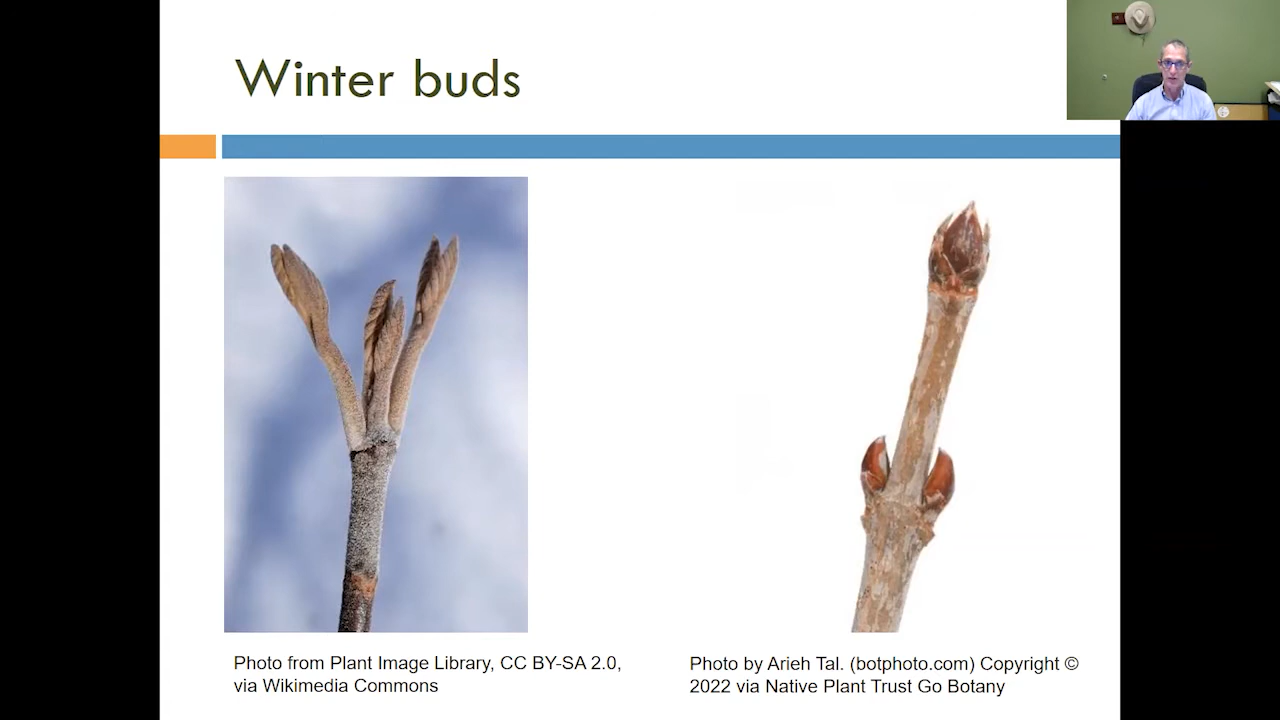 Winter buds
Photo from Plant Image Library, CC BY-SA 2.0,
via Wikimedia Commons
Photo by Arieh Tal. (botphoto.com) Copyright ©
2022 via Native Plant Trust Go Botany